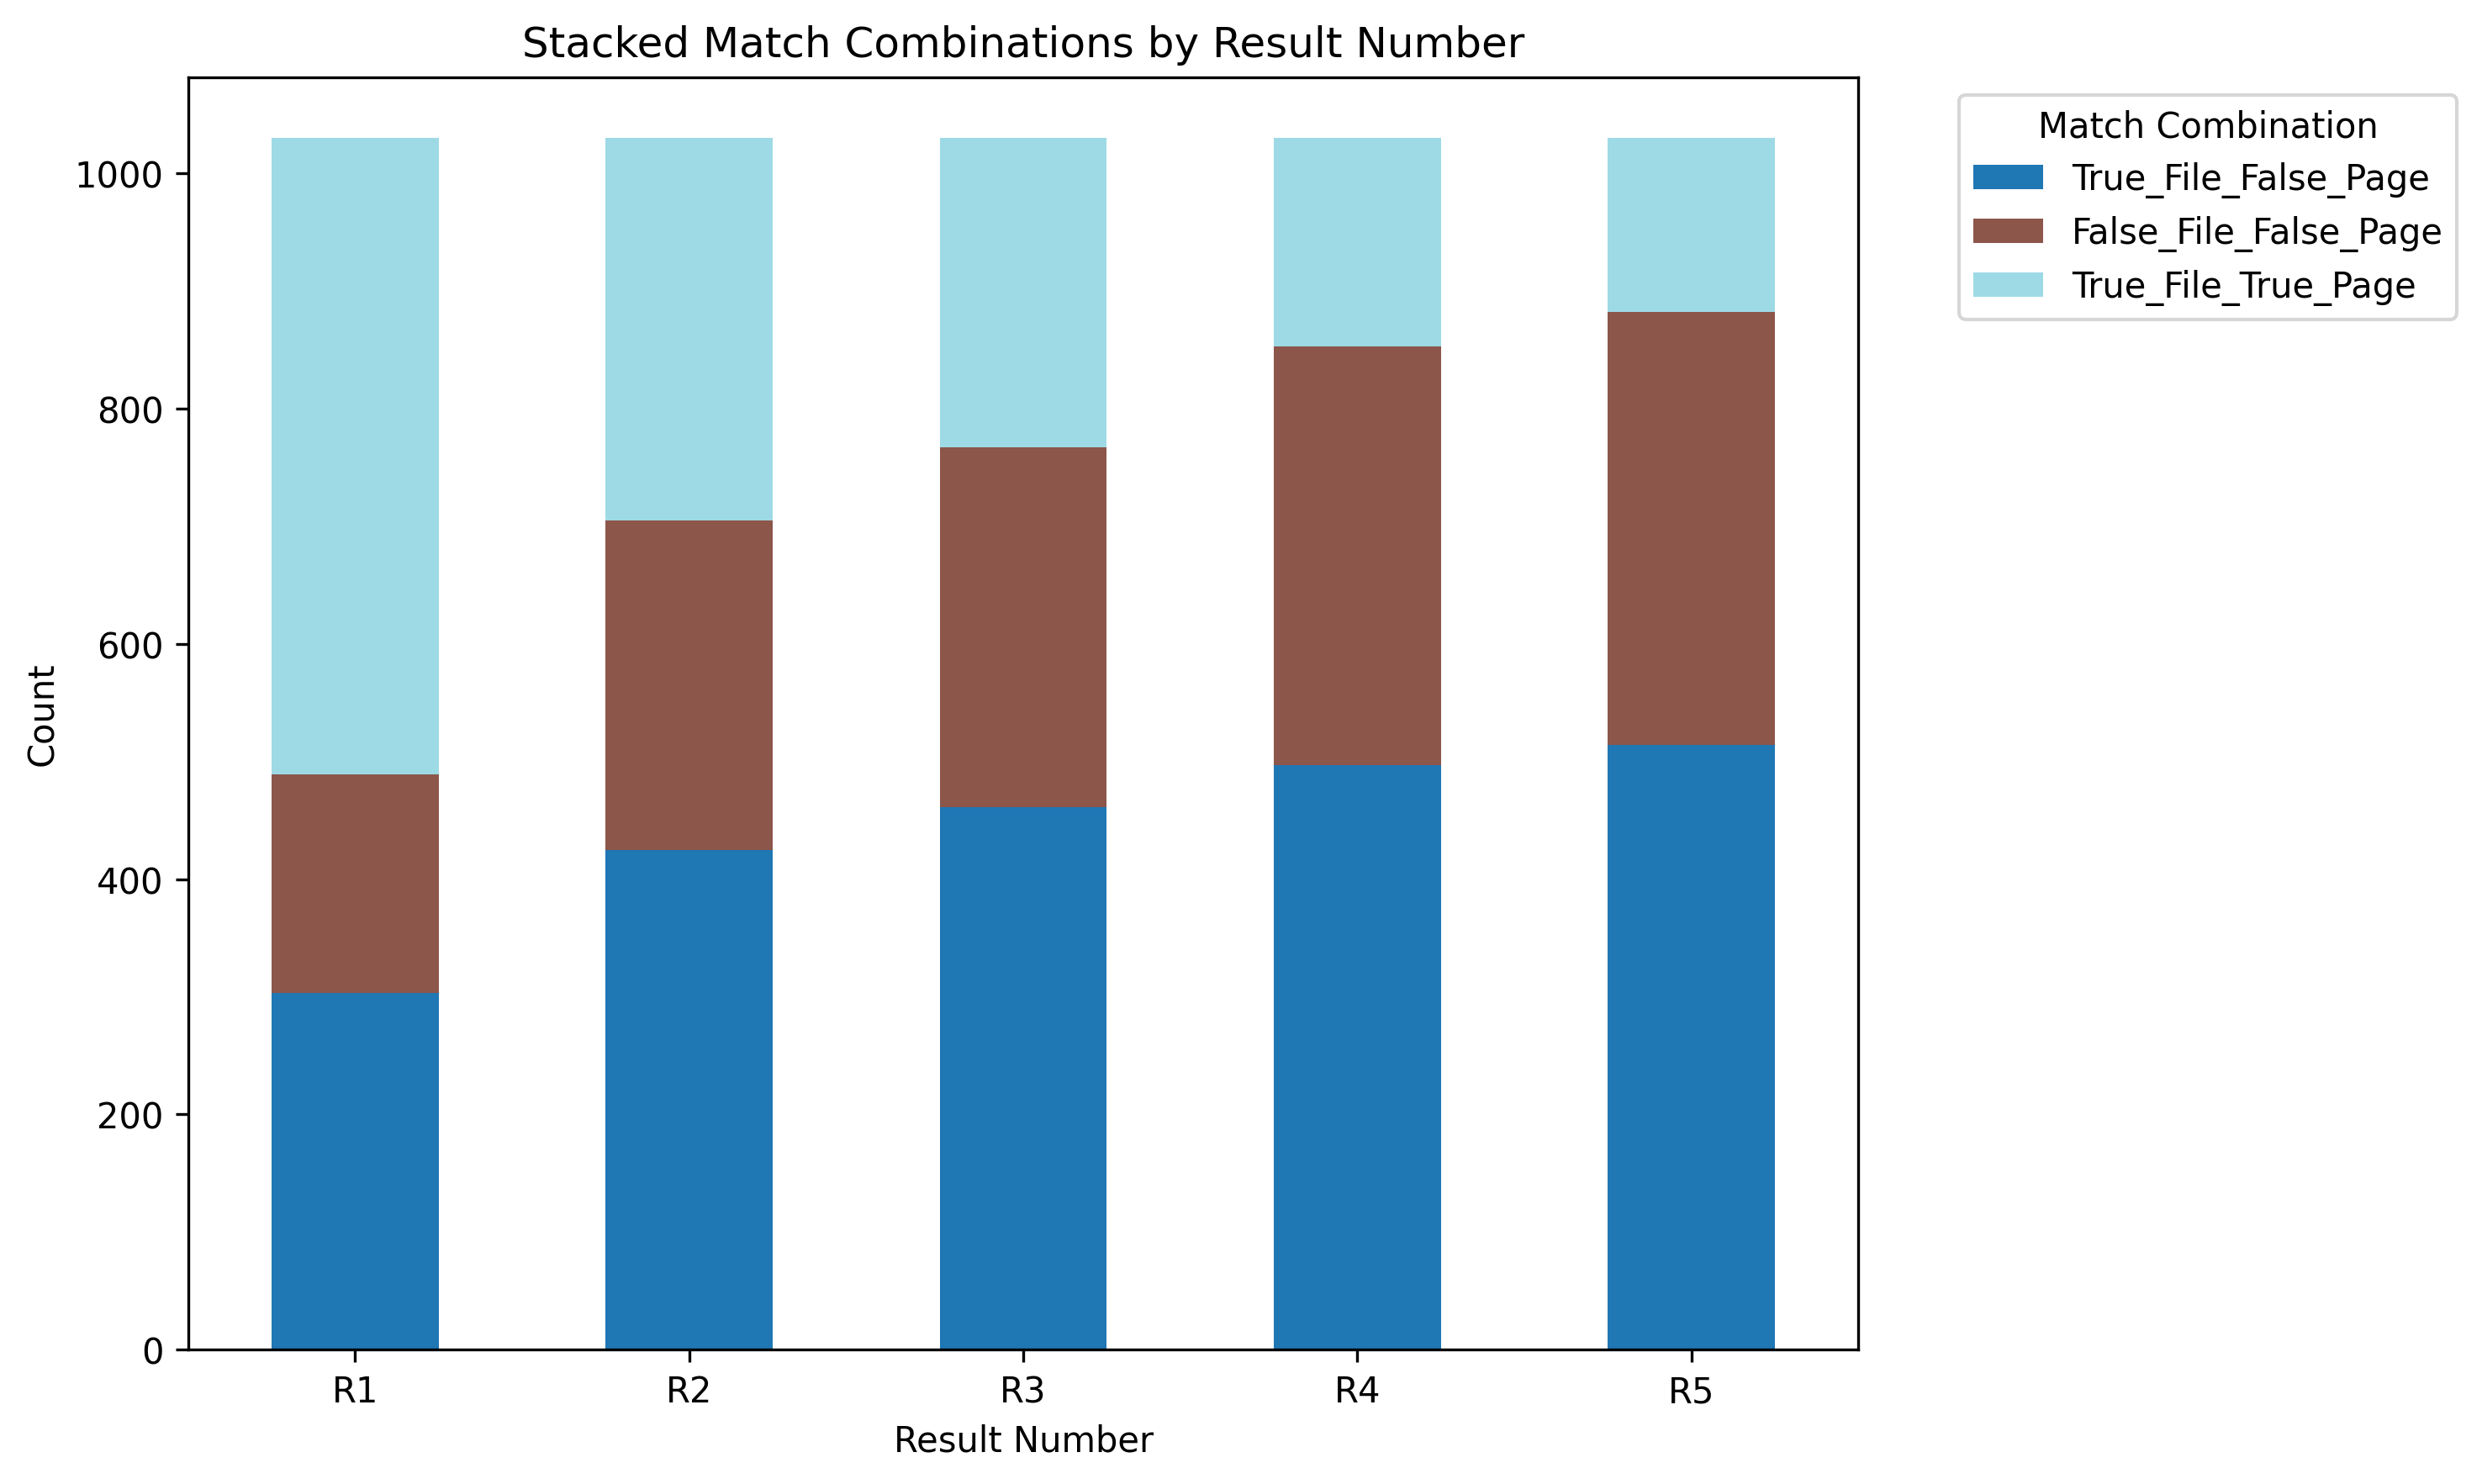 Stacked Match Combinations by Result Number
Match Combination
True_File_False_Page
False_File_False_Page
True_File_True_Page
Count
1000
800
600
400
200
0
R1 R2 R3 R4 R5
Result Number